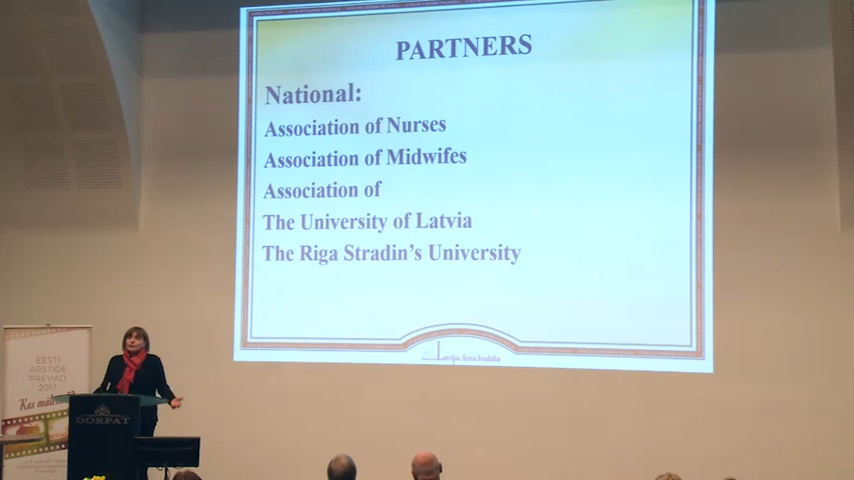 PARTNERS
National:
Association of Nurses
Association of Midwifes
Association of
The University of Latvia
The Riga Stradin's University
EESTI
ARSTIDE
PÄEVAD
2017
DORPAT